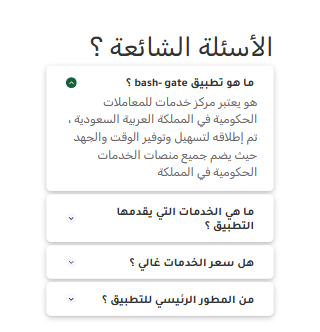 الأسئلة الشائعة ؟
ما هو تطبيق bash- gate ؟
هو يعتبر مركز خدمات للمعاملات
الحكومية في المملكة العربية السعودية ،
تم إطلاقه لتسهيل وتوفير الوقت والجهد
حيث يضم جميع منصات الخدمات
الحكومية في المملكة
ما هي الخدمات التي يقدمها
التطبيق ؟
هل سعر الخدمات غالي ؟
من المطور الرئيسي للتطبيق ؟